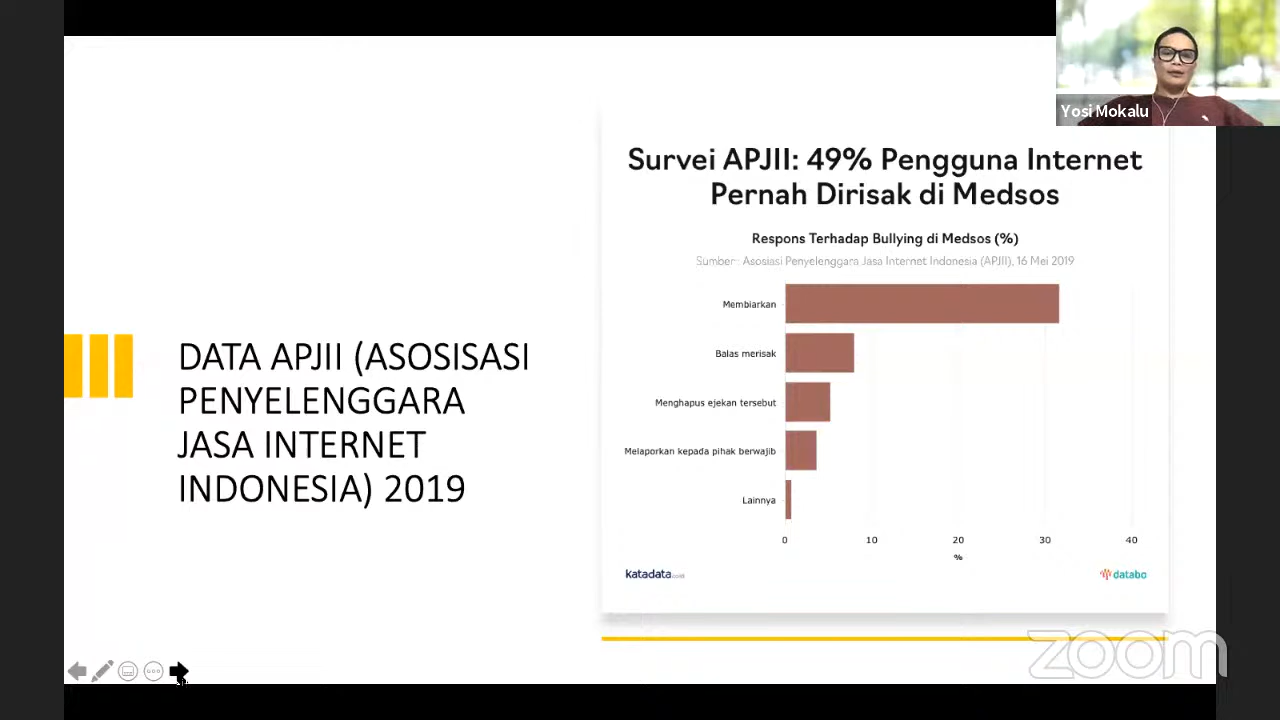 Yosi Mokalu
Survei APJII: 49% Pengguna Internet
Pernah Dirisak di Medsos
Respons Terhadap Bullying di Medsos (%)
Sumber : Asosiasi Penyelenggara Jasa Internet Indonesia (APJII), 16 Mei 2019
Membiarkan
Balas merisak
Menghapus ejekan tersebut
Melaporkan kepada pihak berwajib
Lainnya
0 10 20 30 40
%
katadata.co.id
databo
DATA APJII (ASOSISASI
PENYELENGGARA
JASA INTERNET
INDONESIA) 2019
zoom